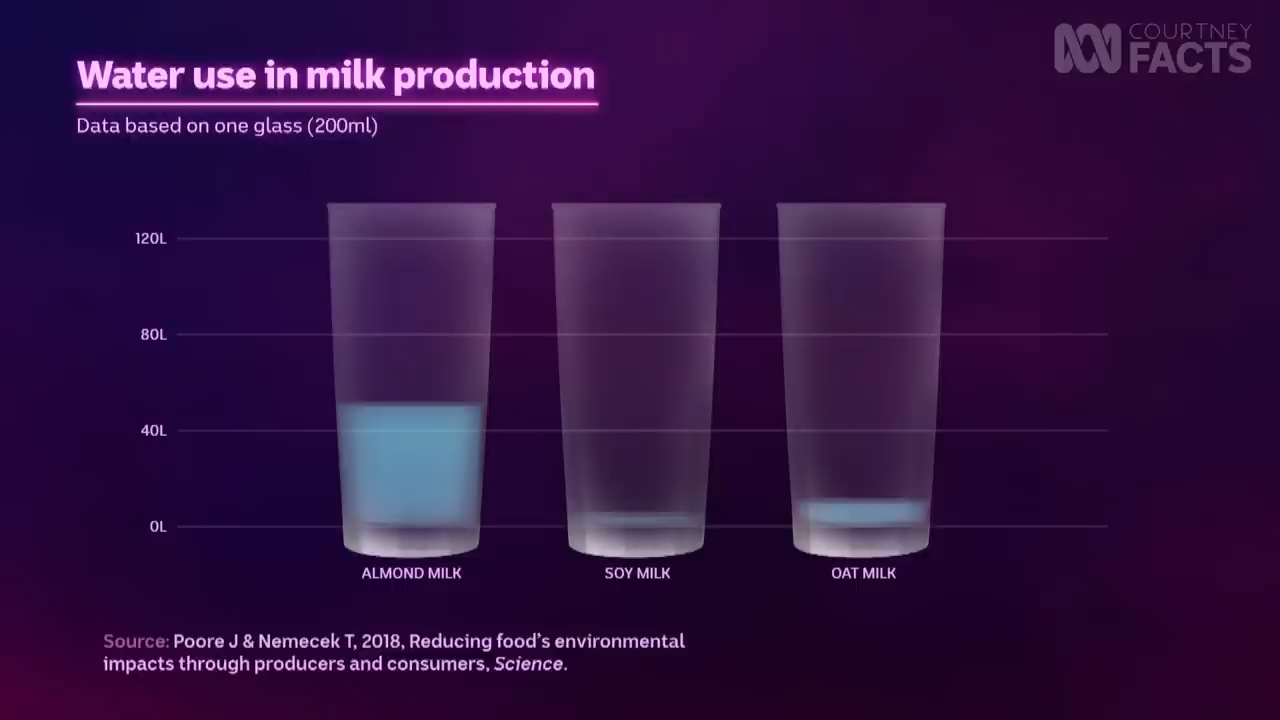 COURTNEY
FACTS
Water use in milk production
Data based on one glass (200ml)
120L
80L
40L
0L
ALMOND MILK
SOY MILK
OAT MILK
Source: Poore J & Nemecek T, 2018, Reducing food's environmental
impacts through producers and consumers, Science.